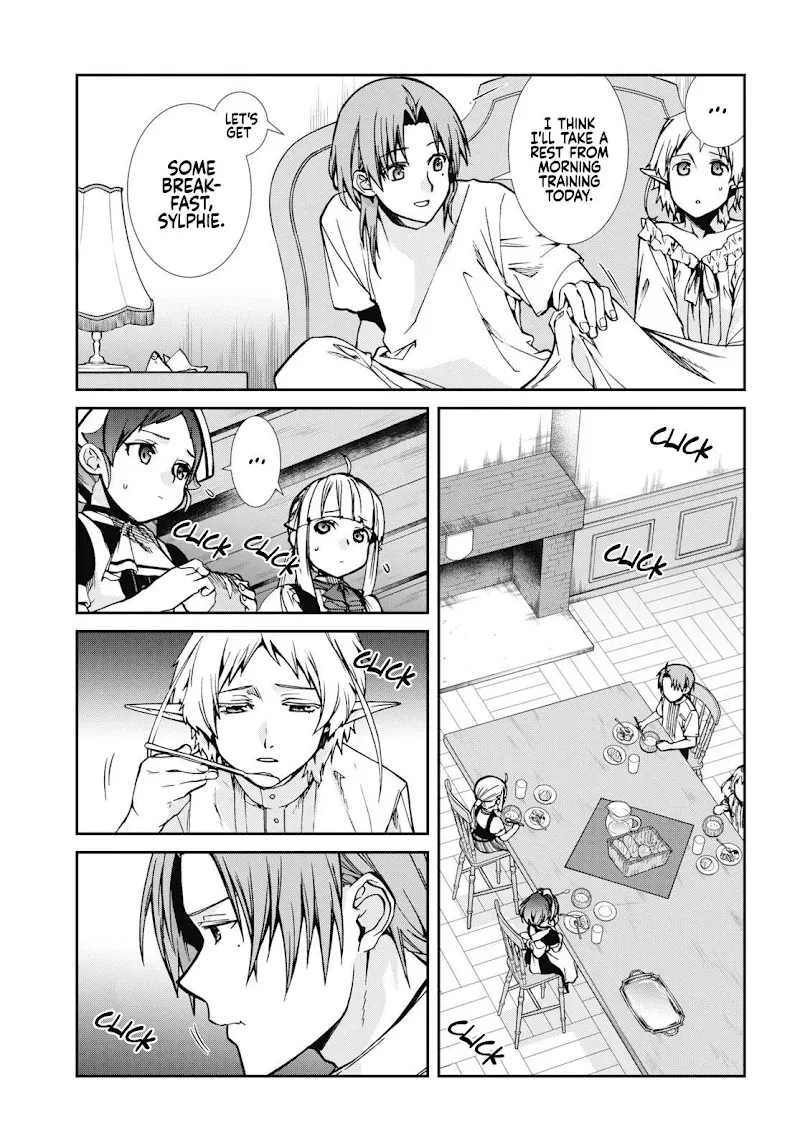 ...
I THINK
I'LL TAKE A
REST FROM
MORNING
TRAINING
TODAY.
LET'S
GET
SOME
BREAK-
FAST,
SYLPHIE.
CLICK
CLICK
CLICK
...
CLICK
CLICK
CLICK
CLICK
CLICK